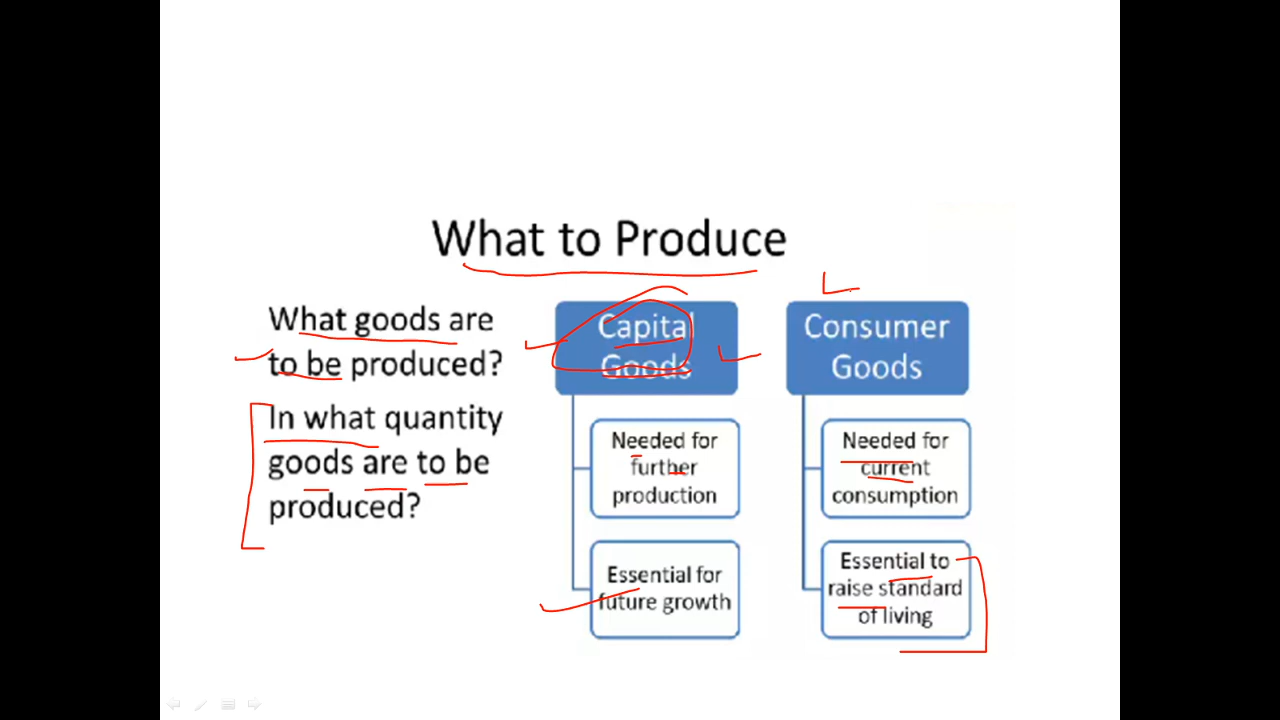 What to Produce
What goods are
to be produced?
In what quantity
goods are to be
produced?
Capital
Goods
Needed for
further
production
Essential for
future growth
Consumer
Goods
Needed for
current
consumption
Essential to
raise standard
of living